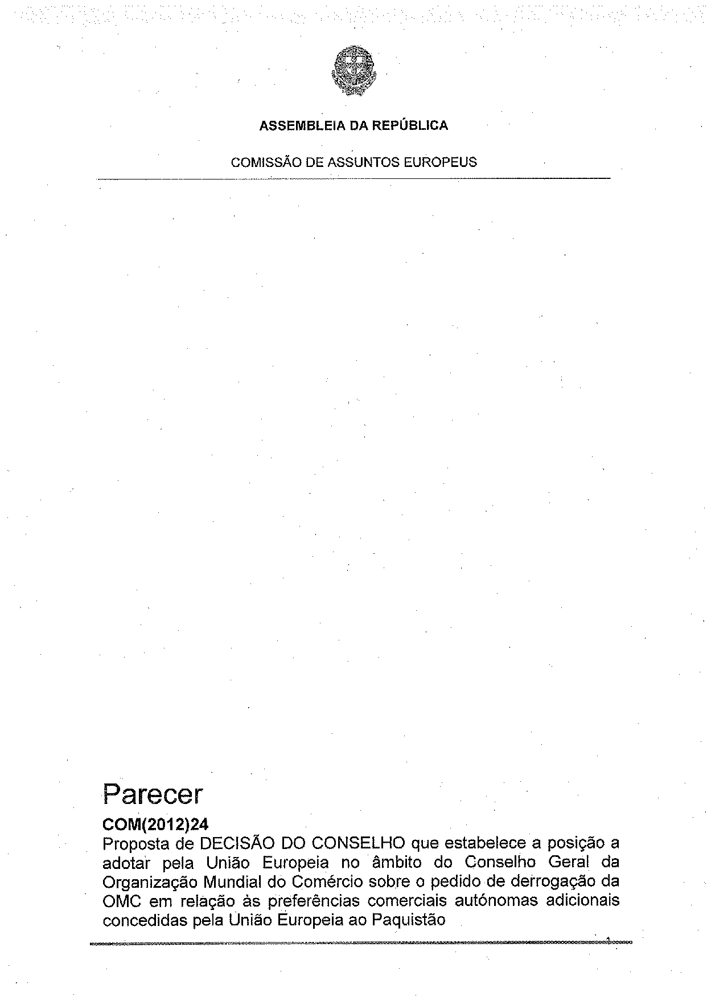 ASSEMBLEIA DA REPÚBLICA
COMISSÃO DE ASSUNTOS EUROPEUS
Parecer
COM(2012)24
Proposta de DECISÃO DO CONSELHO que estabelece a posição a
adotar pela União Europeia no âmbito do Conselho Geral da
Organização Mundial do Comércio sobre o pedido de derrogação da
OMC em relação às preferências comerciais autónomas adicionais
concedidas pela União Europeia ao Paquistão
1